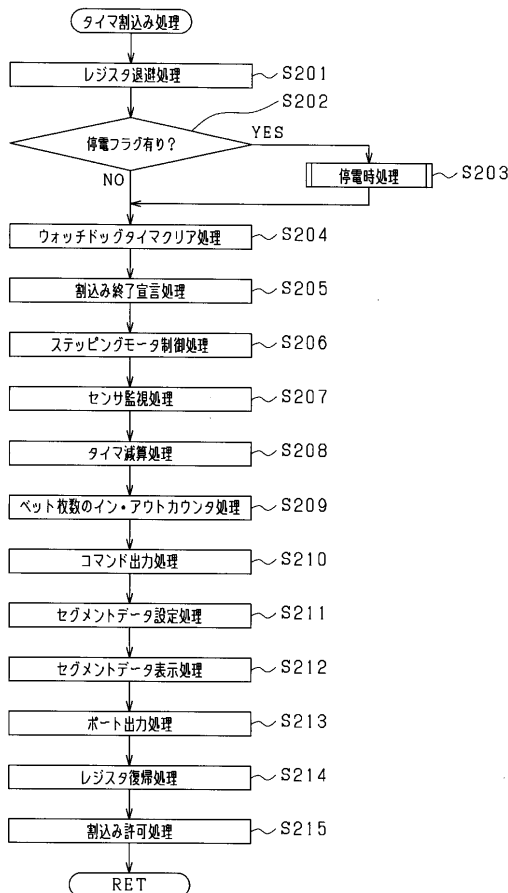 タイマ割込み処理
レジスタ退避処理
S201
S202
停電フラグ有り?
YES
NO
停電時処理
S203
ウォッチドッグタイマクリア処理
S204
割込み終了宣言処理
S205
ステッピングモータ制御処理
S206
センサ監視処理
S207
タイマ減算処理
S208
ベット枚数のイン・アウトカウンタ処理
S209
コマンド出力処理
S210
セグメントデータ設定処理
S211
セグメントデータ表示処理
S212
ポート出力処理
S213
レジスタ復帰処理
S214
割込み許可処理
S215
RET